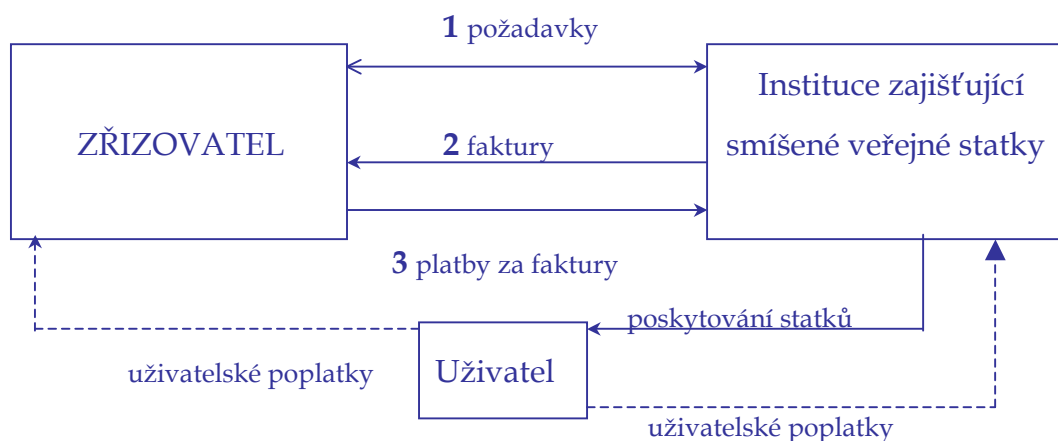 1 požadavky
ZŘIZOVATEL
Instituce zajišťující
smíšené veřejné statky
2 faktury
3 platby za faktury
poskytování statků
uživatelské poplatky
Uživatel
uživatelské poplatky